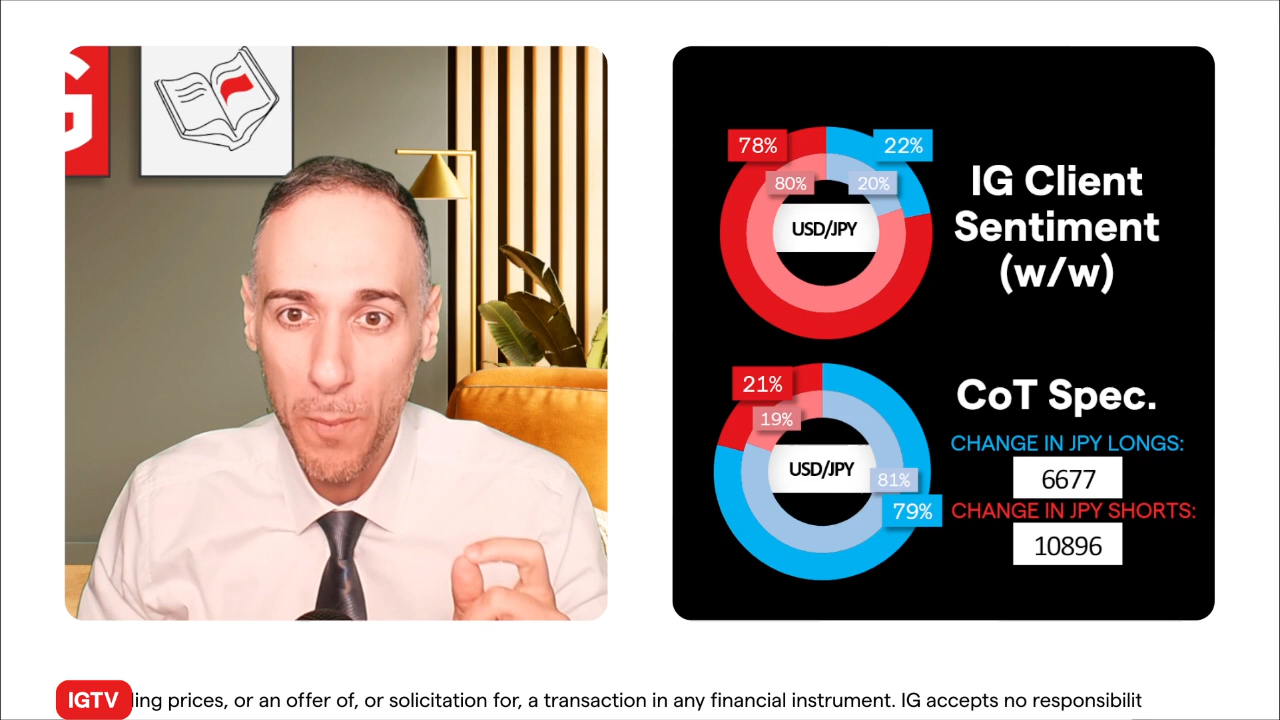 G
78%
22%
80%
20%
USD/JPY
IG Client
Sentiment
(w/w)
21%
19%
USD/JPY
81%
79%
CoT Spec.
CHANGE IN JPY LONGS:
6677
CHANGE IN JPY SHORTS:
10896
IGTV ling prices, or an offer of, or solicitation for, a transaction in any financial instrument. IG accepts no responsibilit